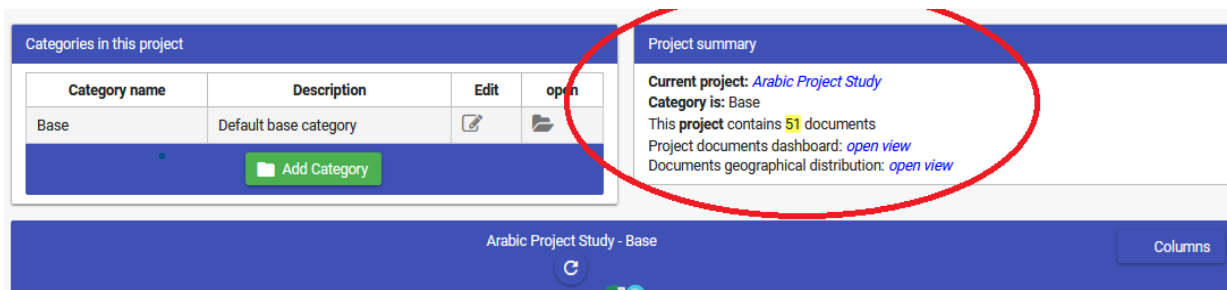 Categories in this project
Category name Description Edit open
Base Default base category
Add Category
Project summary
Current project: Arabic Project Study
Category is: Base
This project contains 51 documents
Project documents dashboard: open view
Documents geographical distribution: open view
Arabic Project Study - Base
Columns